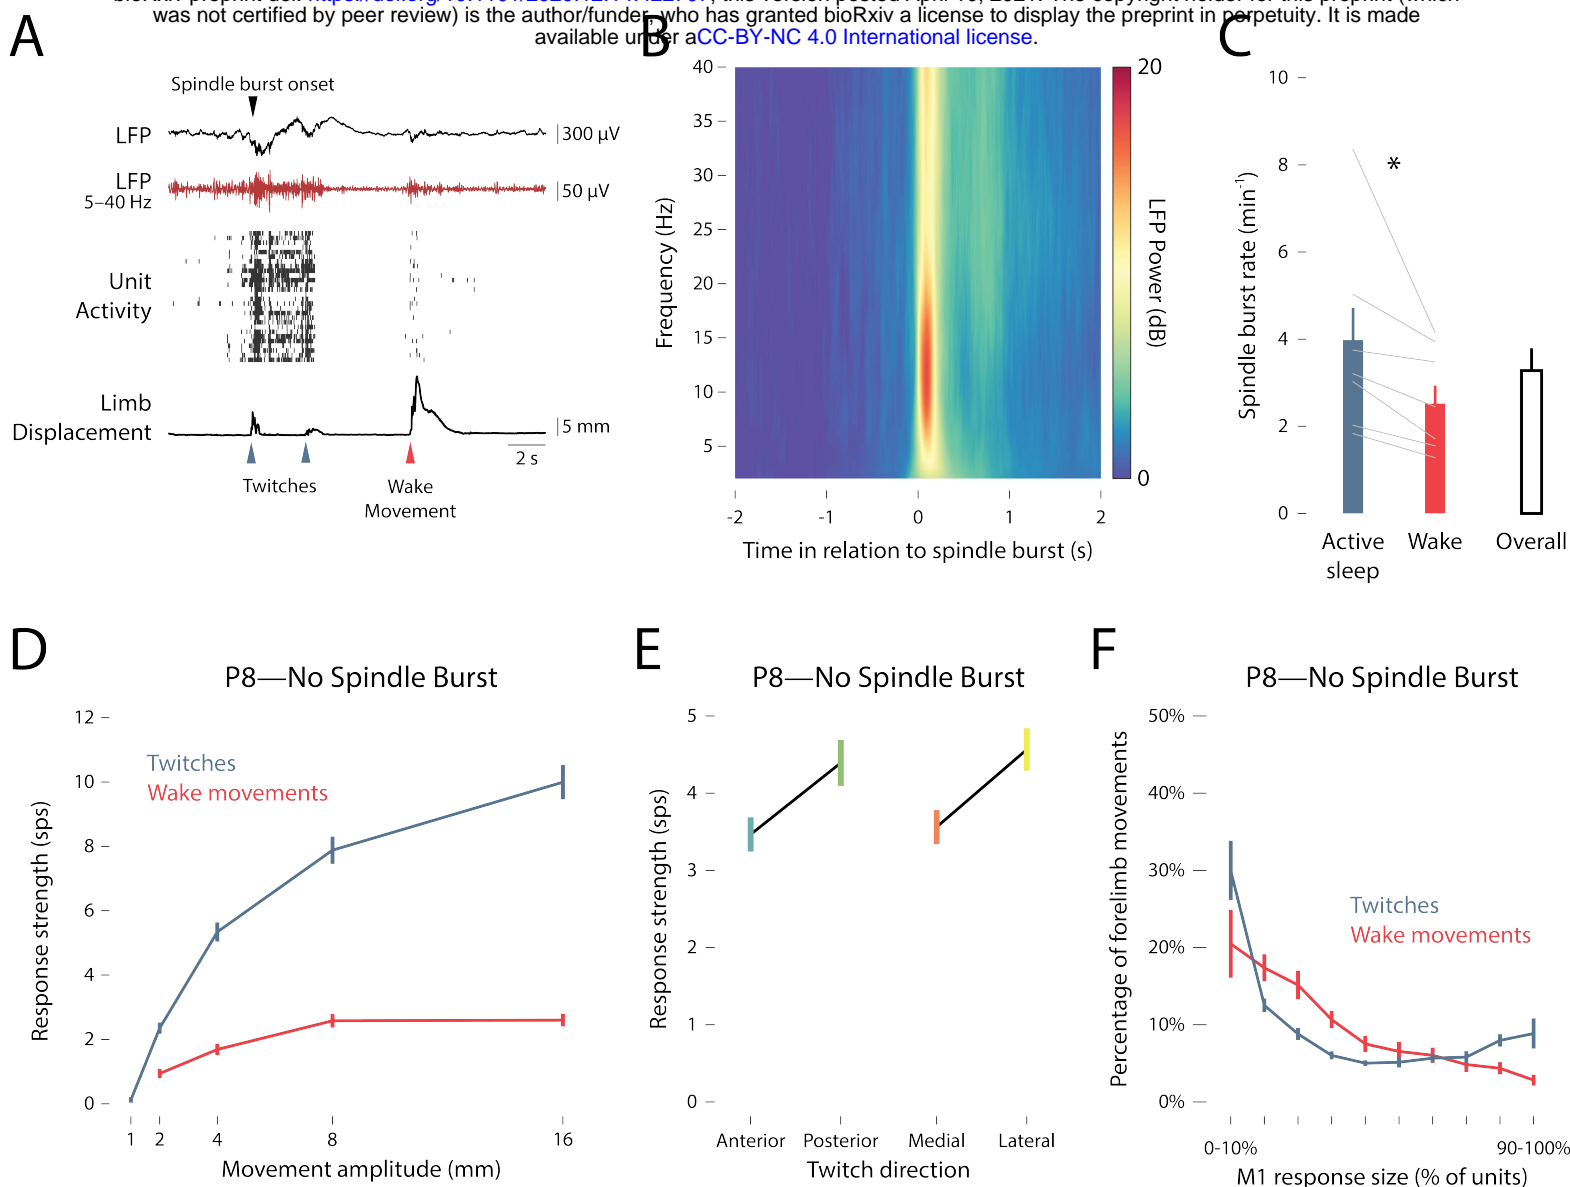 was not certified by peer review) is the author/funder, who has granted bioRxiv a license to display the preprint in perpetuity. It is made
available under aCC-BY-NC 4.0 International license.
A
Spindle burst onset
LFP
300 µV
LFP
5–40 Hz
50 µV
Unit
Activity
Limb
Displacement
5 mm
2 s
Twitches
Wake
Movement
B
40
35
30
25
20
15
10
5
Frequency (Hz)
-2
-1
0
1
2
Time in relation to spindle burst (s)
20
0
LFP Power (dB)
C
10
8
6
4
2
0
Spindle burst rate (min-1)
*
Active
sleep
Wake
Overall
D
P8—No Spindle Burst
12
10
8
6
4
2
0
Response strength (sps)
Twitches
Wake movements
1
2
4
8
16
Movement amplitude (mm)
E
P8—No Spindle Burst
5
4
3
2
1
0
Response strength (sps)
Anterior
Posterior
Medial
Lateral
Twitch direction
F
P8—No Spindle Burst
50%
40%
30%
20%
10%
0%
Percentage of forelimb movements
Twitches
Wake movements
0-10%
90-100%
M1 response size (% of units)